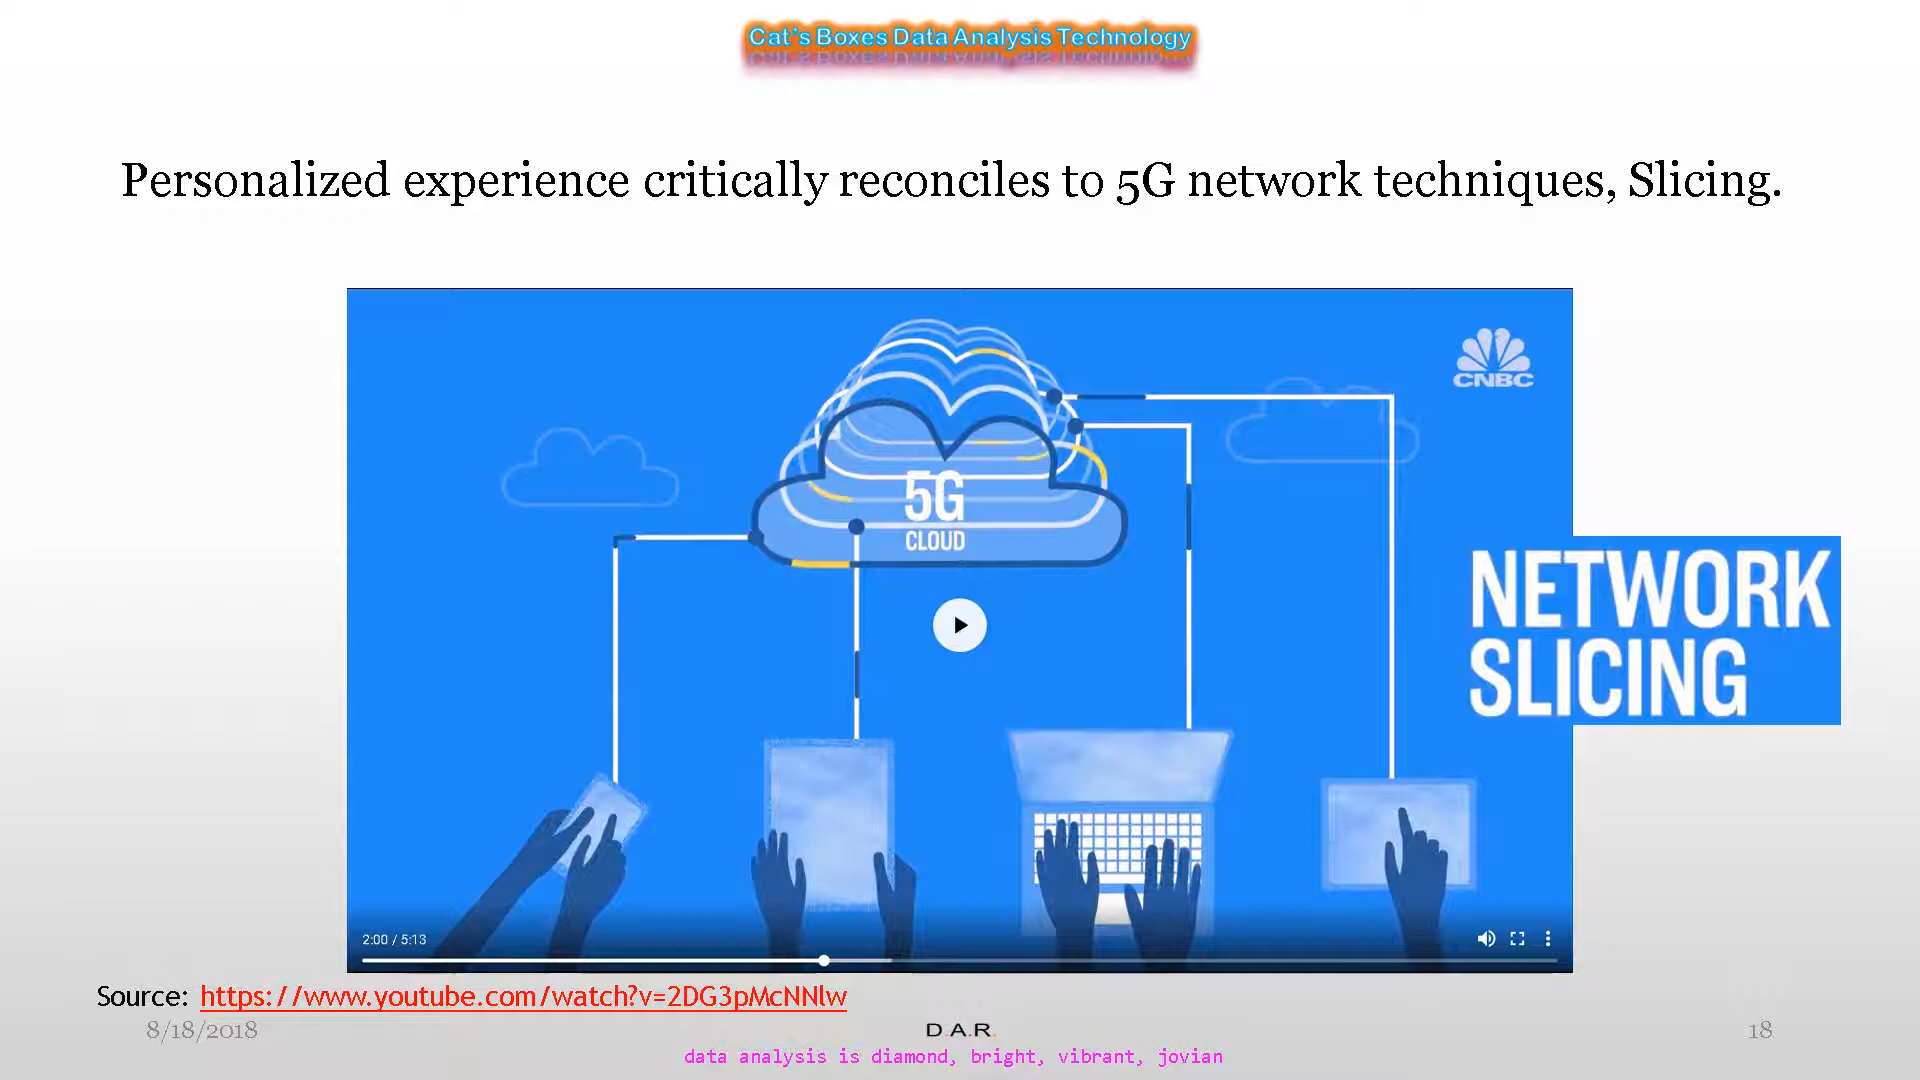 Cat's Boxes Data Analysis Technology
Personalized experience critically reconciles to 5G network techniques, Slicing.
CNBC
5G
CLOUD
NETWORK
SLICING
2:00 / 5:13
Source: https://www.youtube.com/watch?v=2DG3pMcNNlw
8/18/2018
D.A.R.
18
data analysis is diamond, bright, vibrant, jovian